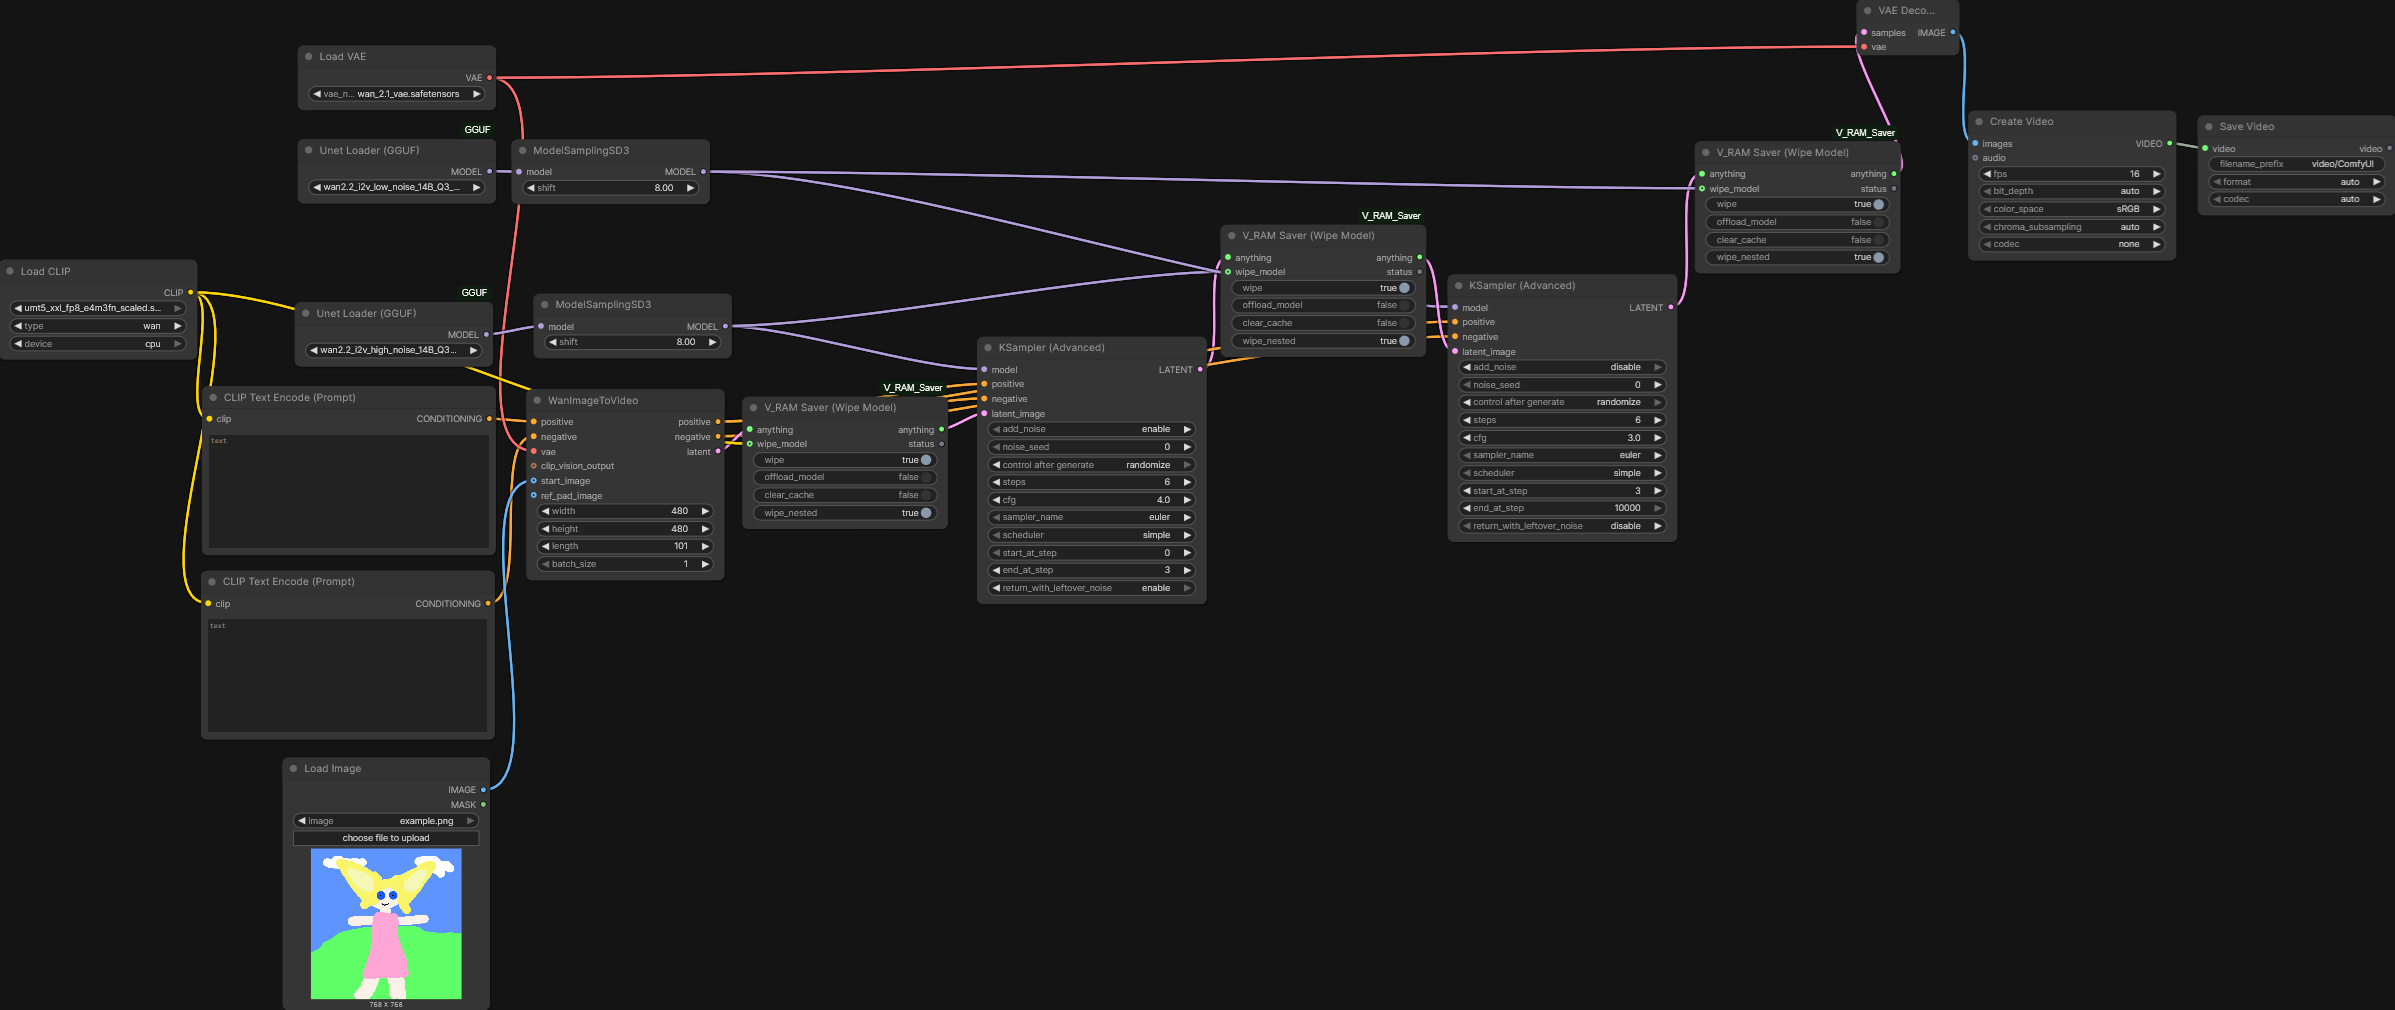 Load VAE
VAE
vae_n... wan_2.1_vae.safetensors
GGUF
Unet Loader (GGUF)
MODEL
wan2.2_i2v_low_noise_14B_Q3_...
ModelSamplingSD3
model MODEL
shift 8.00
Load CLIP
CLIP
umt5_xxl_fp8_e4m3fn_scaled.s...
type wan
device cpu
GGUF
Unet Loader (GGUF)
MODEL
wan2.2_i2v_high_noise_14B_Q3...
ModelSamplingSD3
model MODEL
shift 8.00
CLIP Text Encode (Prompt)
clip CONDITIONING
text
CLIP Text Encode (Prompt)
clip CONDITIONING
text
Load Image
IMAGE
MASK
image example.png
choose file to upload
768 x 768
WanImageToVideo
positive positive
negative negative
vae latent
clip_vision_output
start_image
ref_pad_image
width 480
height 480
length 101
batch_size 1
V_RAM_Saver
V_RAM Saver (Wipe Model)
anything anything
wipe_model status
wipe true
offload_model false
clear_cache false
wipe_nested true
KSampler (Advanced)
model LATENT
positive
negative
latent_image
add_noise enable
noise_seed 0
control after generate randomize
steps 6
cfg 4.0
sampler_name euler
scheduler simple
start_at_step 0
end_at_step 3
return_with_leftover_noise enable
V_RAM_Saver
V_RAM Saver (Wipe Model)
anything anything
wipe_model status
wipe true
offload_model false
clear_cache false
wipe_nested true
KSampler (Advanced)
model LATENT
positive
negative
latent_image
add_noise disable
noise_seed 0
control after generate randomize
steps 6
cfg 3.0
sampler_name euler
scheduler simple
start_at_step 3
end_at_step 10000
return_with_leftover_noise disable
V_RAM_Saver
V_RAM Saver (Wipe Model)
anything anything
wipe_model status
wipe true
offload_model false
clear_cache false
wipe_nested true
VAE Deco...
samples IMAGE
vae
Create Video
images VIDEO
audio
fps 16
bit_depth auto
color_space sRGB
chroma_subsampling auto
codec none
Save Video
video video
filename_prefix video/ComfyUI
format auto
codec auto